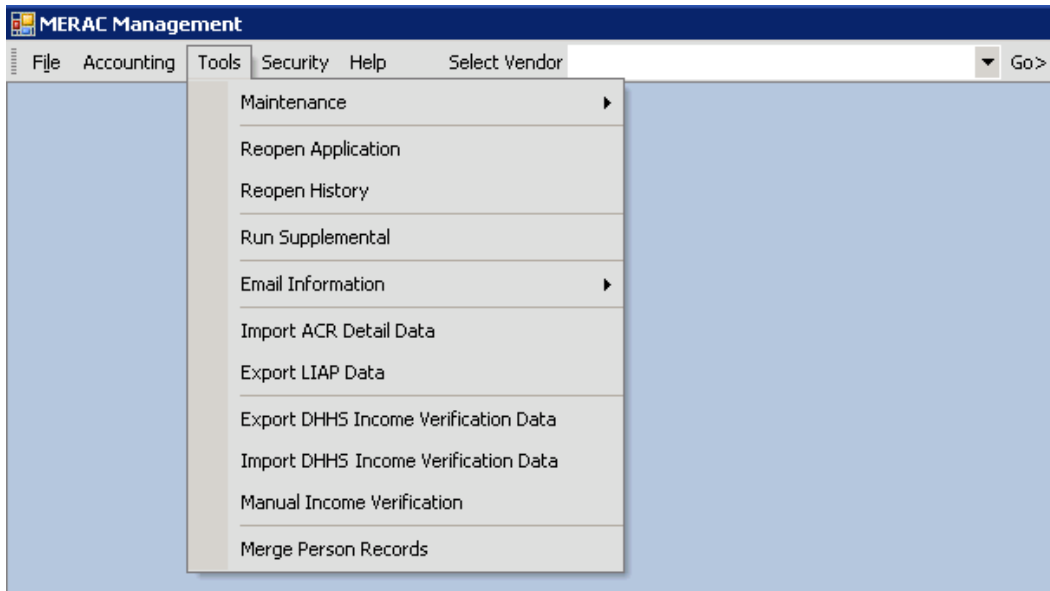 MERAC Management
File Accounting Tools Security Help Select Vendor Go>
Maintenance
Reopen Application
Reopen History
Run Supplemental
Email Information
Import ACR Detail Data
Export LIAP Data
Export DHHS Income Verification Data
Import DHHS Income Verification Data
Manual Income Verification
Merge Person Records